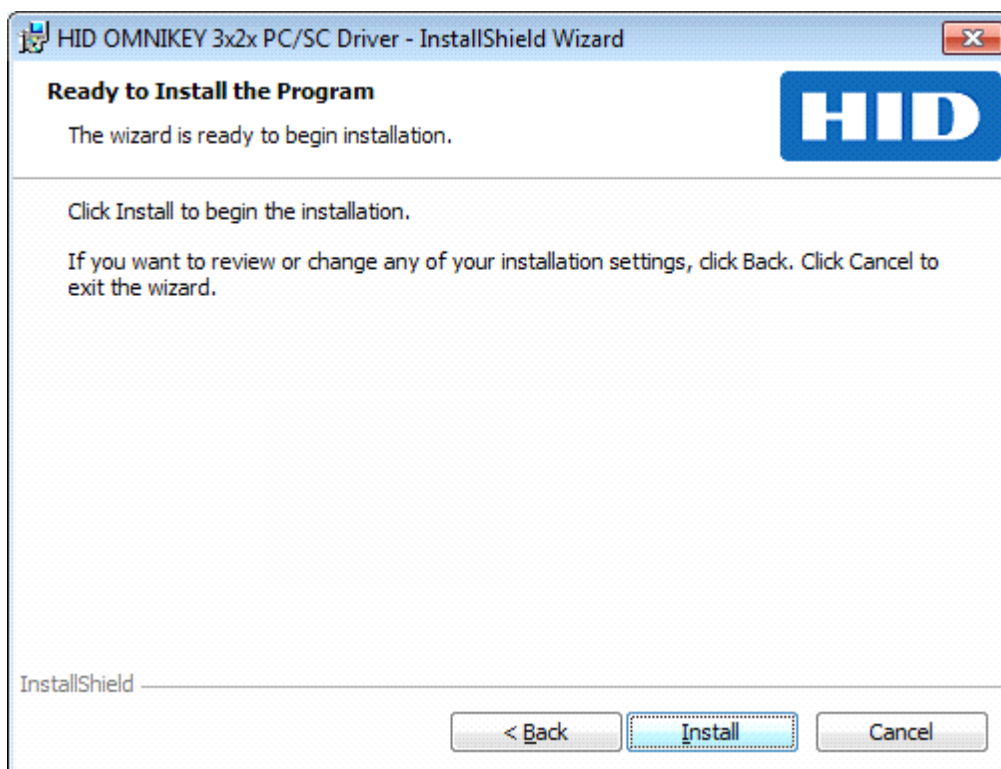 HID OMNIKEY 3x2x PC/SC Driver - InstallShield Wizard
Ready to Install the Program
HID
The wizard is ready to begin installation.
Click Install to begin the installation.
If you want to review or change any of your installation settings, click Back. Click Cancel to
exit the wizard.
InstallShield
< Back
Install
Cancel